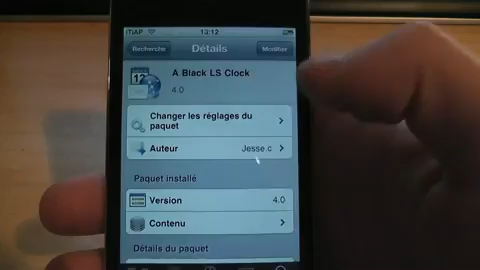 iTiAP 13:12
Recherche Détails Modifier
12
A Black LS Clock
4.0
Changer les réglages du
paquet
Auteur Jesse.c
Paquet installé
Version 4.0
Contenu
Détails du paquet